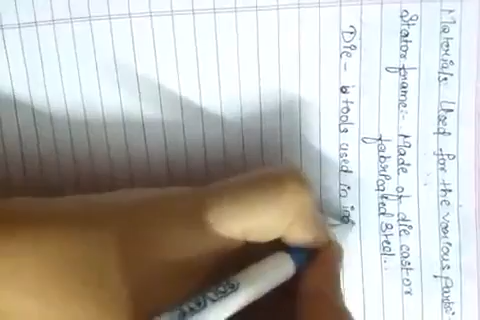 Materials Used for the various parts:-
Stator frame:- Made of die cast or
fabricated steel.
Die - tools used in